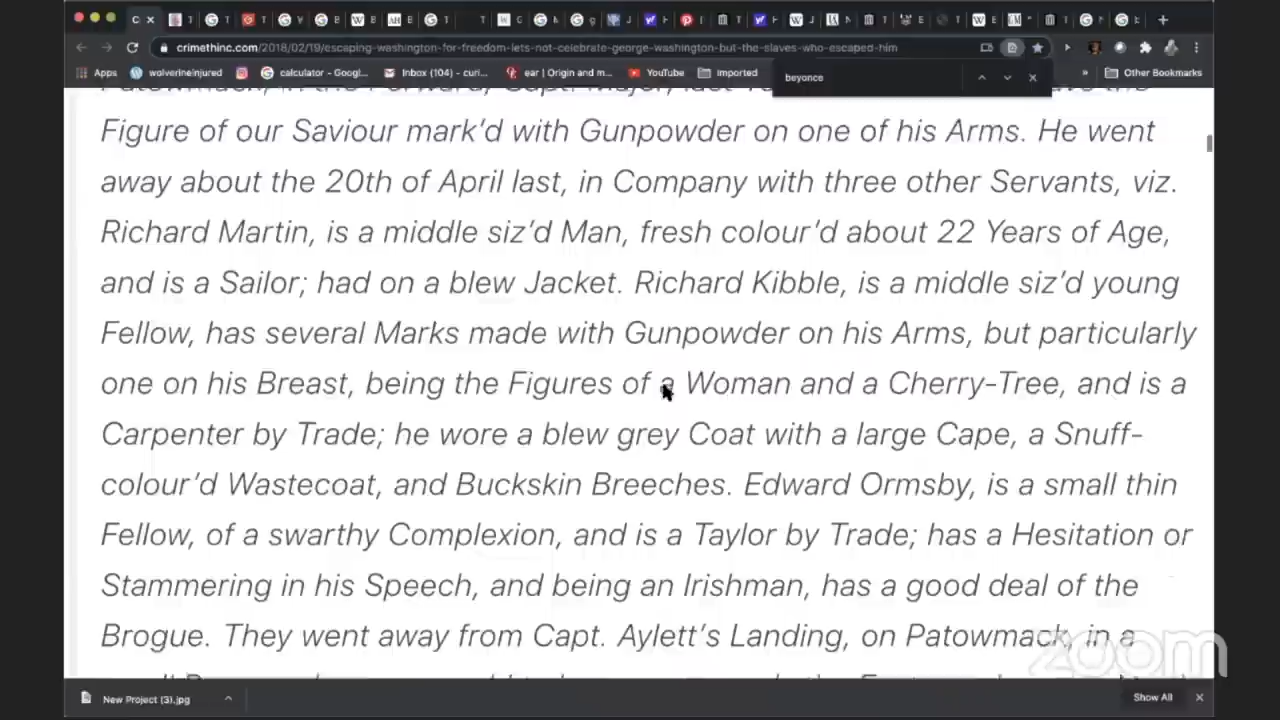 C
crimethinc.com/2018/02/19/escaping-washington-for-freedom-lets-not-celebrate-george-washington-but-the-slaves-who-escaped-him
Apps wolverineinjured calculator - Googl... Inbox (104) - curi... ear | Origin and m... YouTube Imported » Other Bookmarks
beyonce
Figure of our Saviour mark’d with Gunpowder on one of his Arms. He went
away about the 20th of April last, in Company with three other Servants, viz.
Richard Martin, is a middle siz’d Man, fresh colour’d about 22 Years of Age,
and is a Sailor; had on a blew Jacket. Richard Kibble, is a middle siz’d young
Fellow, has several Marks made with Gunpowder on his Arms, but particularly
one on his Breast, being the Figures of a Woman and a Cherry-Tree, and is a
Carpenter by Trade; he wore a blew grey Coat with a large Cape, a Snuff-
colour’d Wastecoat, and Buckskin Breeches. Edward Ormsby, is a small thin
Fellow, of a swarthy Complexion, and is a Taylor by Trade; has a Hesitation or
Stammering in his Speech, and being an Irishman, has a good deal of the
Brogue. They went away from Capt. Aylett’s Landing, on Patowmack, in a
zoom
New Project (3).jpg Show All